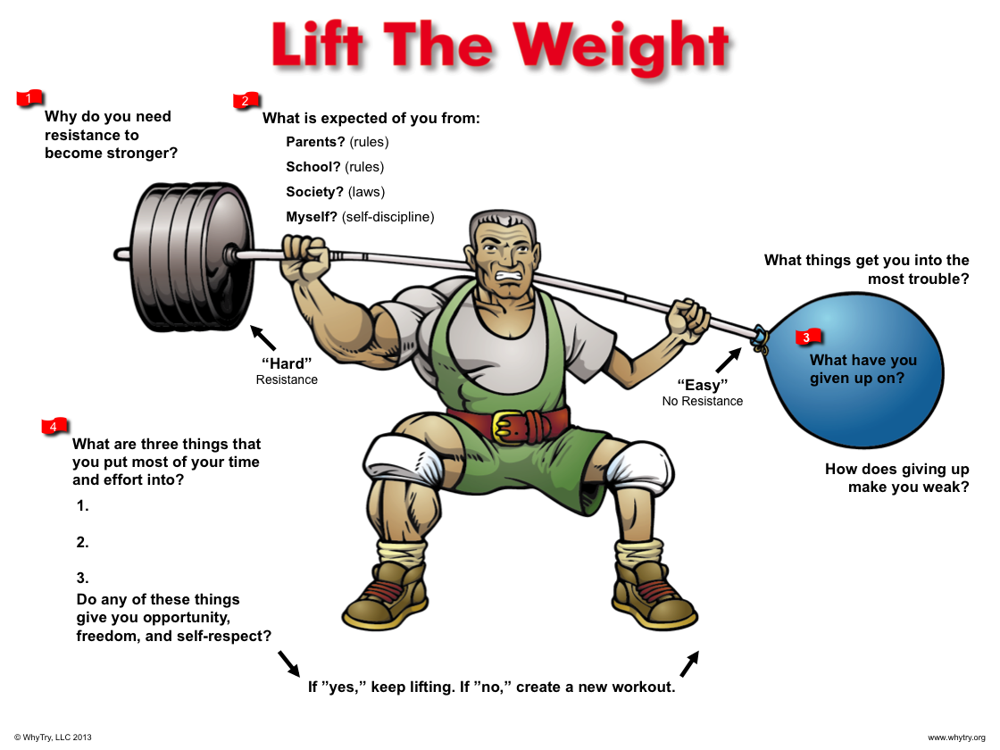 Lift The Weight
1
Why do you need
resistance to
become stronger?
2
What is expected of you from:
Parents? (rules)
School? (rules)
Society? (laws)
Myself? (self-discipline)
“Hard”
Resistance
“Easy”
No Resistance
What things get you into the
most trouble?
3
What have you
given up on?
How does giving up
make you weak?
4
What are three things that
you put most of your time
and effort into?
1.
2.
3.
Do any of these things
give you opportunity,
freedom, and self-respect?
If ”yes,” keep lifting. If ”no,” create a new workout.
© WhyTry, LLC 2013
www.whytry.org